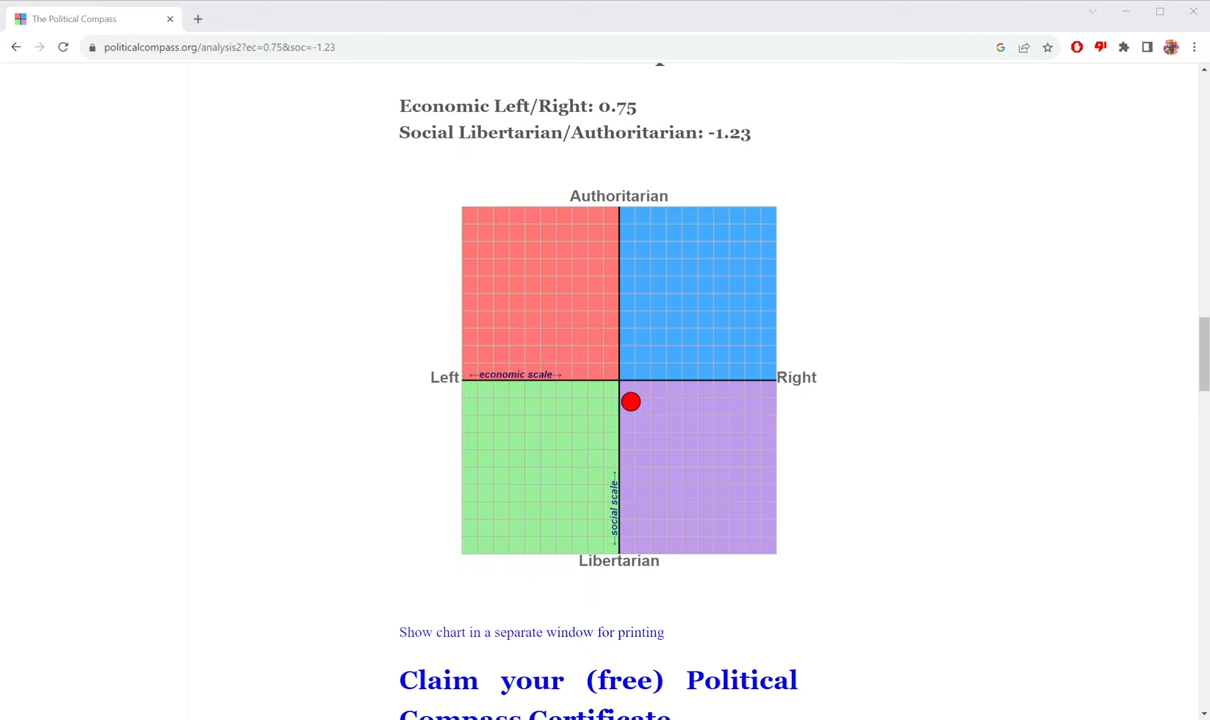 The Political Compass
politicalcompass.org/analysis2?ec=0.75&soc=-1.23
Economic Left/Right: 0.75
Social Libertarian/Authoritarian: -1.23
Authoritarian
Left
←economic scale→
Right
←social scale→
Libertarian
Show chart in a separate window for printing
Claim your (free) Political
Compass Certificate